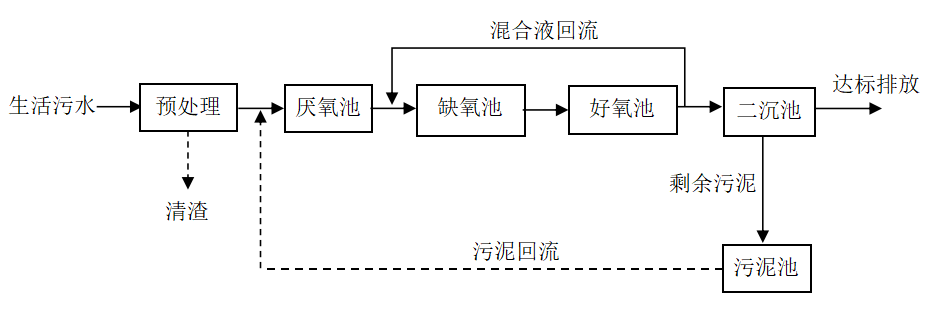 混合液回流
生活污水
预处理
厌氧池
缺氧池
好氧池
二沉池
达标排放
清渣
剩余污泥
污泥回流
污泥池